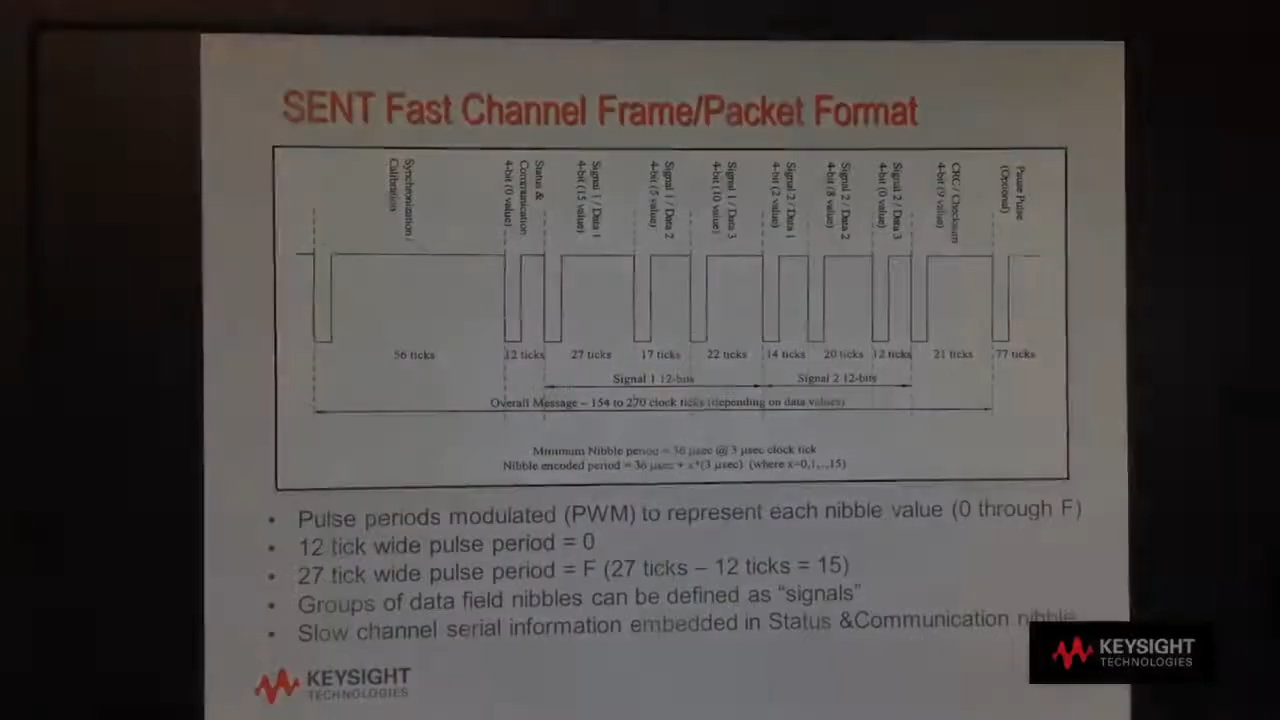 SENT Fast Channel Frame/Packet Format
Synchronization/
Calibration
Status &
Communication
4-bit (0 value)
Signal 1 / Data 1
4-bit (15 value)
Signal 1 / Data 2
4-bit (5 value)
Signal 1 / Data 3
4-bit (10 value)
Signal 2 / Data 1
4-bit (2 value)
Signal 2 / Data 2
4-bit (8 value)
Signal 2 / Data 3
4-bit (0 value)
CRC / Checksum
4-bit (9 value)
Pause Pulse
(Optional)
56 ticks
12 ticks
27 ticks
17 ticks
22 ticks
14 ticks
20 ticks
12 ticks
21 ticks
77 ticks
Signal 1 12-bits
Signal 2 12-bits
Overall Message – 154 to 270 clock ticks (depending on data values)
Minimum Nibble period = 36 µsec @ 3 µsec clock tick
Nibble encoded period = 36 µsec + x*(3 µsec) (where x=0,1,..,15)
• Pulse periods modulated (PWM) to represent each nibble value (0 through F)
• 12 tick wide pulse period = 0
• 27 tick wide pulse period = F (27 ticks – 12 ticks = 15)
• Groups of data field nibbles can be defined as “signals”
• Slow channel serial information embedded in Status &Communication nibble
KEYSIGHT
TECHNOLOGIES
KEYSIGHT
TECHNOLOGIES